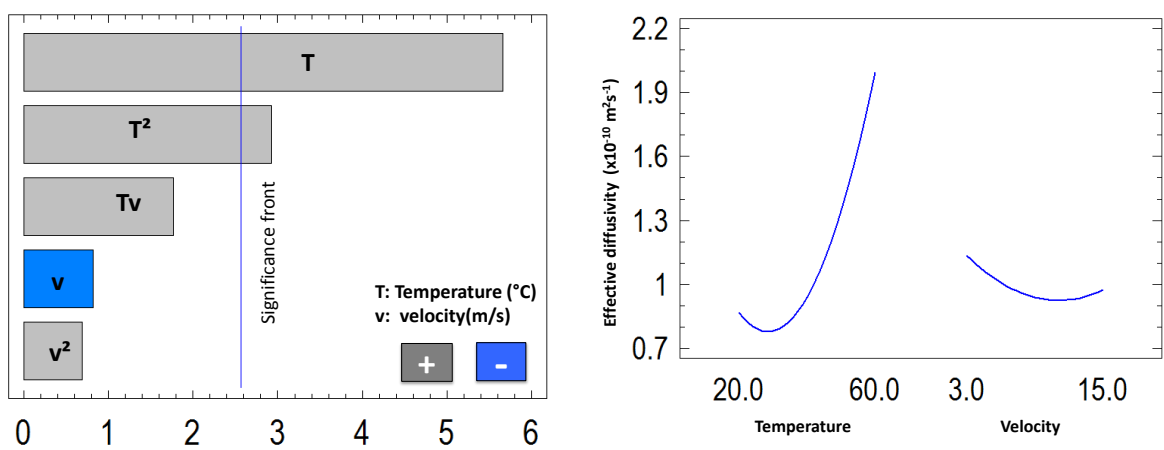 T
T²
Tv
v
v²
Significance front
T: Temperature (°C)
v: velocity(m/s)
+
-
0 1 2 3 4 5 6
Effective diffusivity (x10⁻¹⁰ m²s⁻¹)
2.2
1.9
1.6
1.3
1
0.7
20.0 60.0 3.0 15.0
Temperature Velocity